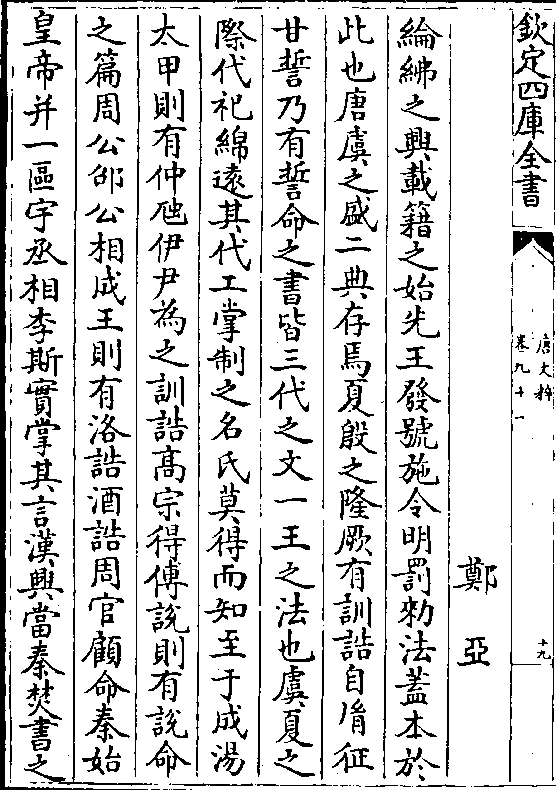 欽定四庫全書
唐文粹
卷九十一
十九
鄭亞
綸綍之興載籍之始先王發號施令明罰勑法蓋本於
此也唐虞之盛二典存焉夏殷之隆厥有訓誥自胤征
甘誓乃有誓命之書皆三代之文一王之法也虞夏之
際代祀綿遠其代工掌制之名氏莫得而知至于成湯
太甲則有仲虺伊尹為之訓誥髙宗得傅說則有說命
之篇周公邵公相成王則有洛誥酒誥周官顧命秦始
皇帝并一區宇丞相李斯實掌其言漢興當秦焚書之